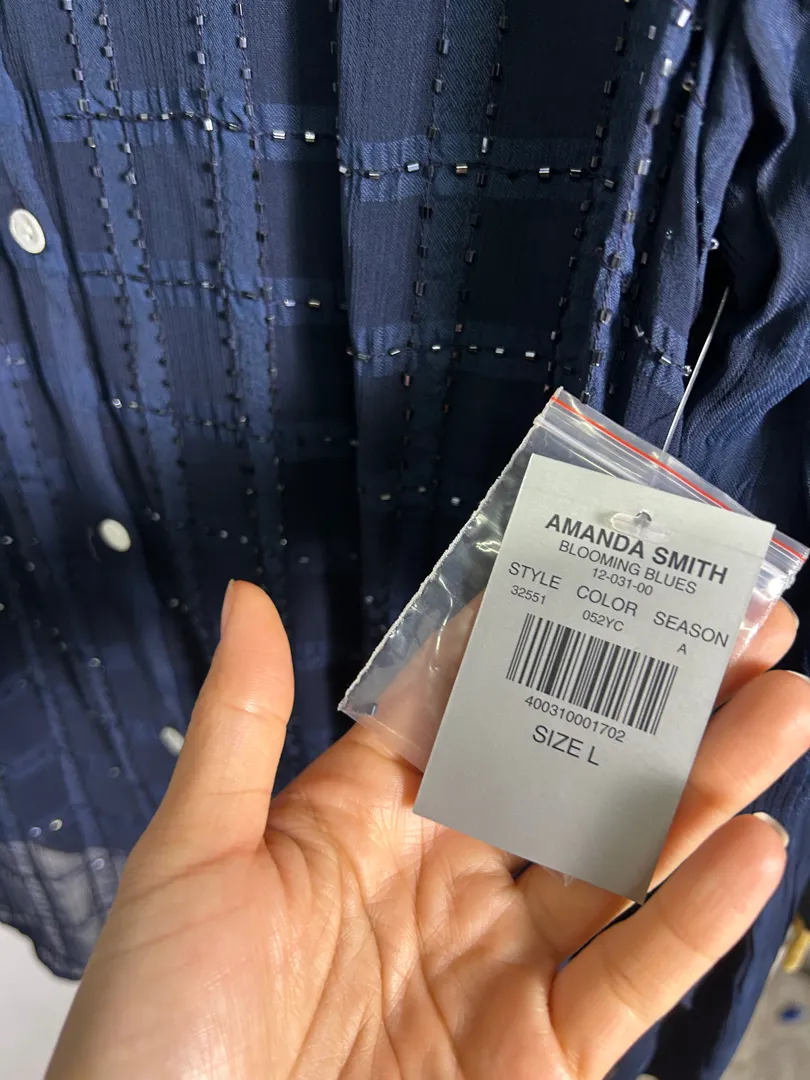 AMANDA SMITH
BLOOMING BLUES
12-031-00
STYLE COLOR SEASON
32551 052YC A
400310001702
SIZE L